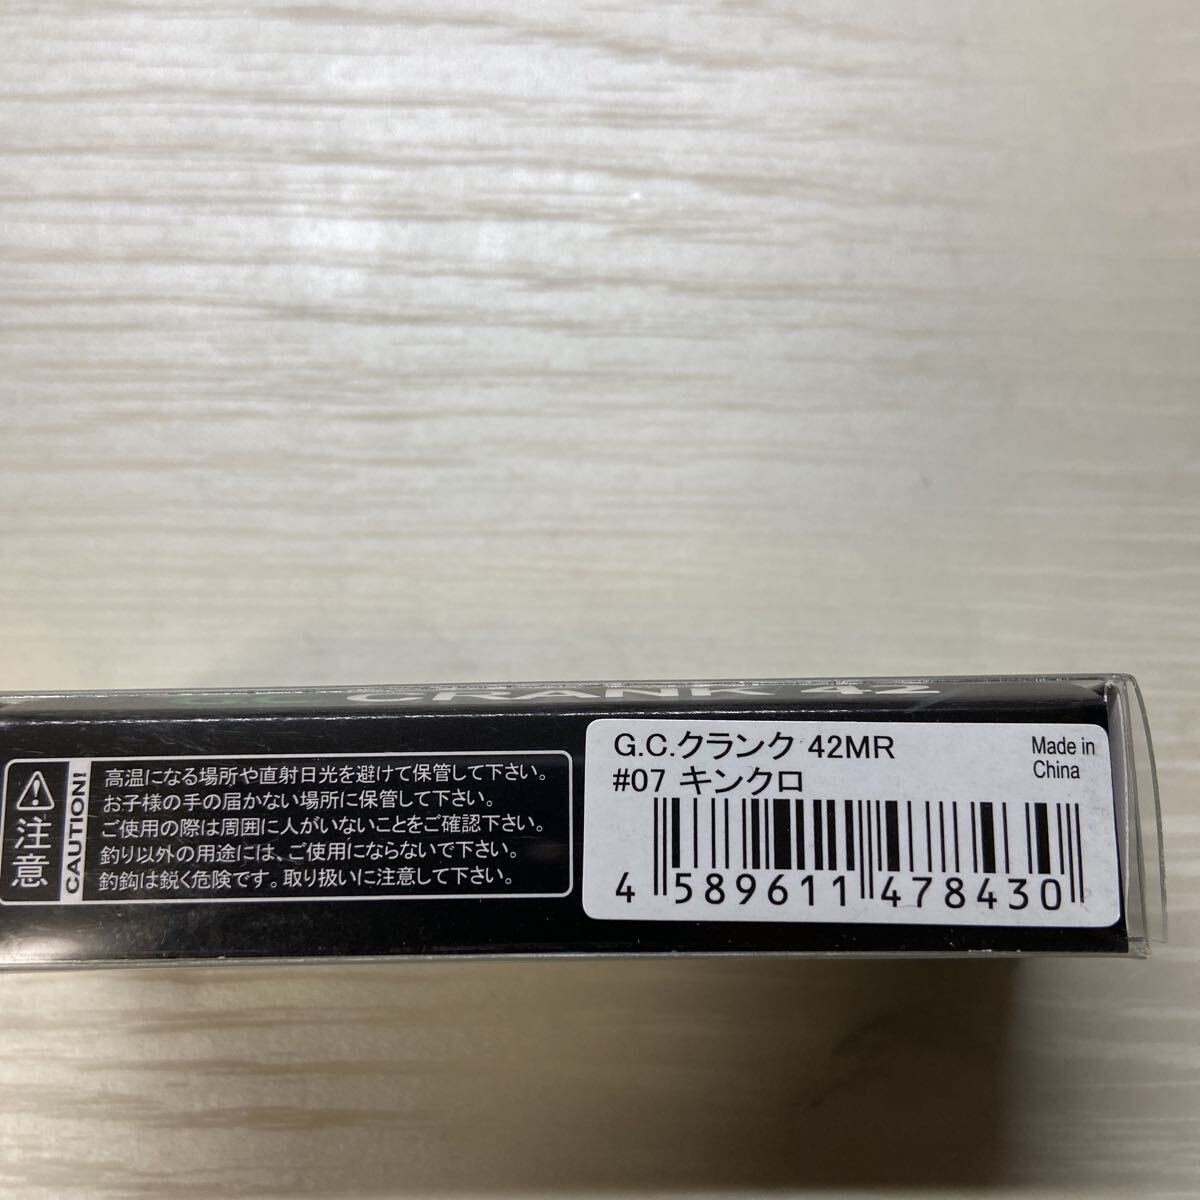 GC CRANK 42
注意
CAUTION!
高温になる場所や直射日光を避けて保管して下さい。
お子様の手の届かない場所に保管して下さい。
ご使用の際は周囲に人がいないことをご確認下さい。
釣り以外の用途には、ご使用にならないで下さい。
釣鈎は鋭く危険です。取り扱いに注意して下さい。
G.C.クランク 42MR
#07 キンクロ
Made in
China
4 589611 478430